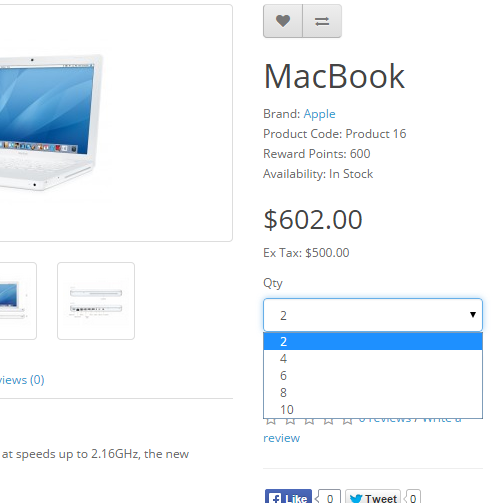 MacBook
Brand: Apple
Product Code: Product 16
Reward Points: 600
Availability: In Stock
$602.00
Ex Tax: $500.00
Qty
2
2
4
6
8
10
0 reviews / Write a
review
Like 0 Tweet 0
views (0)
at speeds up to 2.16GHz, the new